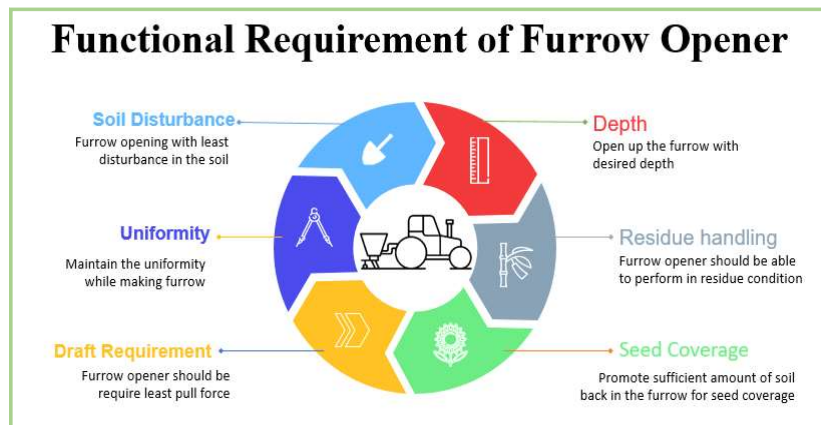 Functional Requirement of Furrow Opener
Soil Disturbance
Furrow opening with least
disturbance in the soil
Depth
Open up the furrow with
desired depth
Uniformity
Maintain the uniformity
while making furrow
Residue handling
Furrow opener should be able
to perform in residue condition
Draft Requirement
Furrow opener should be
require least pull force
Seed Coverage
Promote sufficient amount of soil
back in the furrow for seed coverage